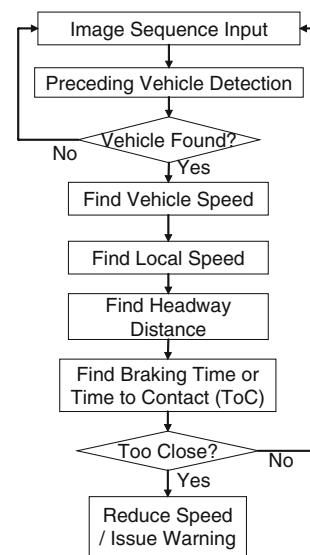 Image Sequence Input
Preceding Vehicle Detection
Vehicle Found?
No
Yes
Find Vehicle Speed
Find Local Speed
Find Headway
Distance
Find Braking Time or
Time to Contact (ToC)
Too Close?
No
Yes
Reduce Speed
/ Issue Warning